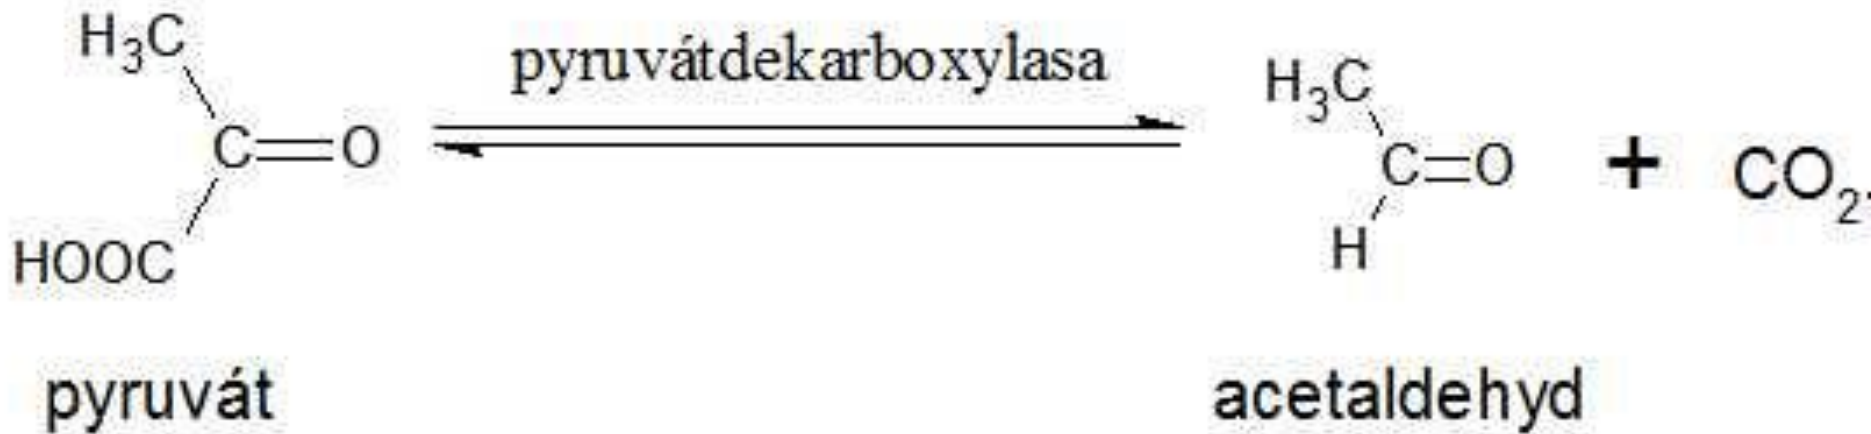 H₃C
pyruvátdekarboxylasa
H₃C
C=O
C=O
+ CO₂.
HOOC
H
pyruvát
acetaldehyd